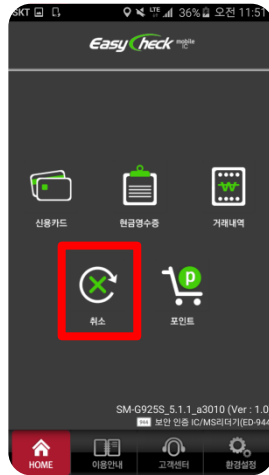 SKT 36% 오전 11:51
EasyCheck mobile IC
신용카드 현금영수증 거래내역
취소 포인트
SM-G925S_5.1.1_a3010 (Ver : 1.0
보안 인증 IC/MS리더기(ED-944
HOME 이용안내 고객센터 환경설정